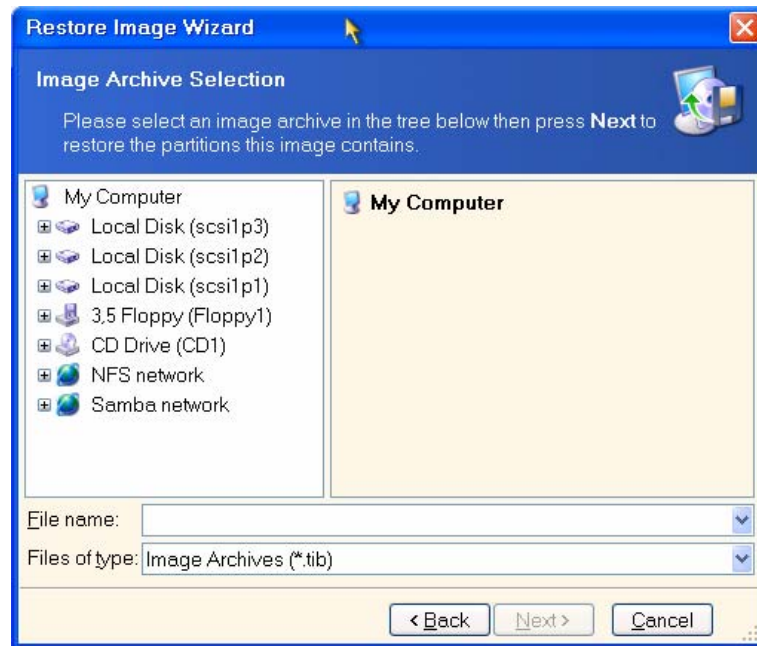 Restore Image Wizard
Image Archive Selection
Please select an image archive in the tree below then press Next to
restore the partitions this image contains.
My Computer
Local Disk (scsi1p3)
Local Disk (scsi1p2)
Local Disk (scsi1p1)
3,5 Floppy (Floppy1)
CD Drive (CD1)
NFS network
Samba network
My Computer
File name:
Files of type: Image Archives (*.tib)
< Back Next > Cancel